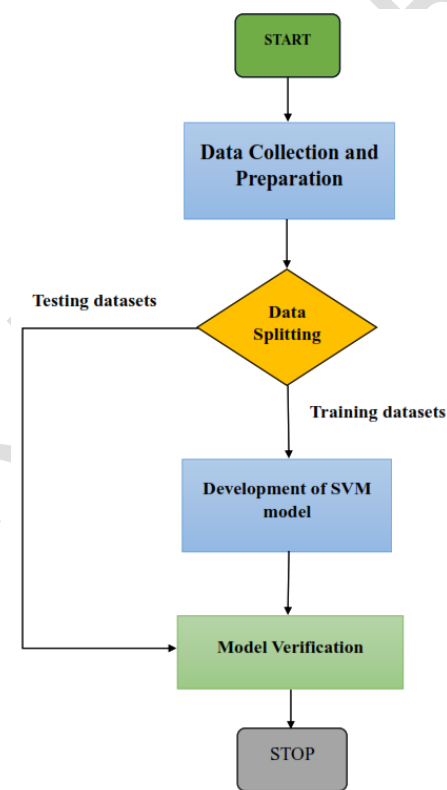 START
Data Collection and
Preparation
Testing datasets
Data
Splitting
Training datasets
Development of SVM
model
Model Verification
STOP